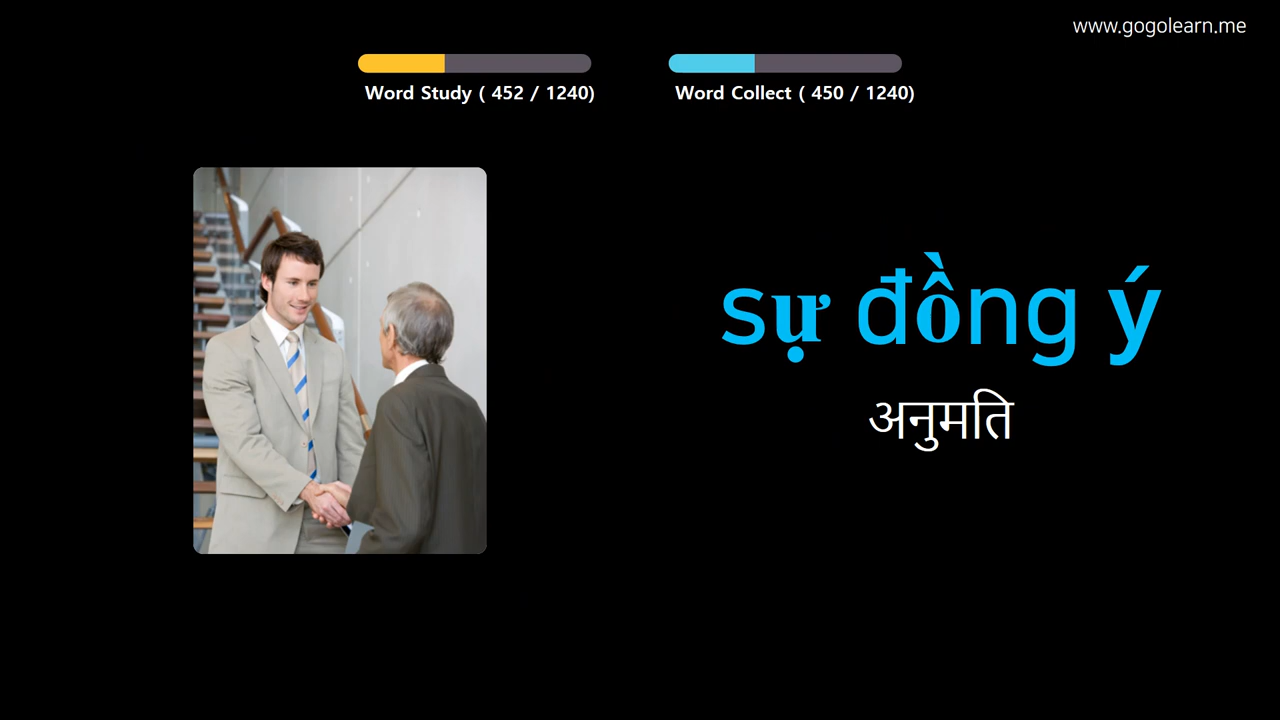 www.gogolearn.me
Word Study ( 452 / 1240)
Word Collect ( 450 / 1240)
sự đồng ý
अनुमति